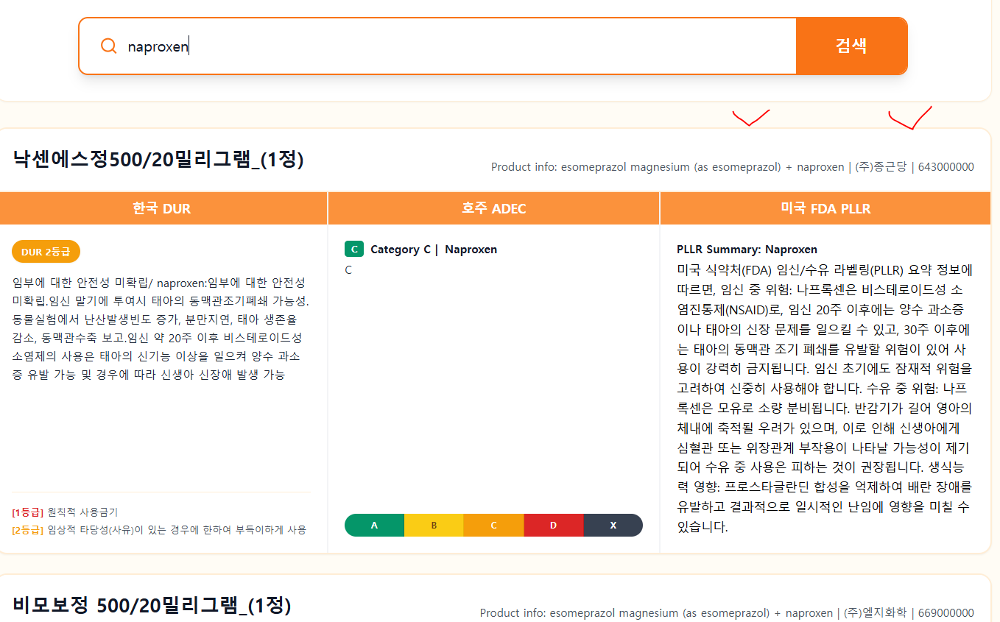 naproxen
검색
낙센에스정500/20밀리그램_(1정)
Product info: esomeprazol magnesium (as esomeprazol) + naproxen | (주)종근당 | 643000000
한국 DUR
호주 ADEC
미국 FDA PLLR
DUR 2등급
임부에 대한 안전성 미확립/ naproxen:임부에 대한 안전성
미확립.임신 말기에 투여시 태아의 동맥관조기폐쇄 가능성.
동물실험에서 난산발생빈도 증가, 분만지연, 태아 생존율
감소, 동맥관수축 보고.임신 약 20주 이후 비스테로이드성
소염제의 사용은 태아의 신기능 이상을 일으켜 양수 과소
증 유발 가능 및 경우에 따라 신생아 신장애 발생 가능
[1등급] 원칙적 사용금기
[2등급] 임상적 타당성(사유)이 있는 경우에 한하여 부득이하게 사용
C Category C | Naproxen
C
A B C D X
PLLR Summary: Naproxen
미국 식약처(FDA) 임신/수유 라벨링(PLLR) 요약 정보에
따르면, 임신 중 위험: 나프록센은 비스테로이드성 소
염진통제(NSAID)로, 임신 20주 이후에는 양수 과소증
이나 태아의 신장 문제를 일으킬 수 있고, 30주 이후에
는 태아의 동맥관 조기 폐쇄를 유발할 위험이 있어 사
용이 강력히 금지됩니다. 임신 초기에도 잠재적 위험을
고려하여 신중히 사용해야 합니다. 수유 중 위험: 나프
록센은 모유로 소량 분비됩니다. 반감기가 길어 영아의
체내에 축적될 우려가 있으며, 이로 인해 신생아에게
심혈관 또는 위장관계 부작용이 나타날 가능성이 제기
되어 수유 중 사용은 피하는 것이 권장됩니다. 생식능
력 영향: 프로스타글란딘 합성을 억제하여 배란 장애를
유발하고 결과적으로 일시적인 난임에 영향을 미칠 수
있습니다.
비모보정 500/20밀리그램_(1정)
Product info: esomeprazol magnesium (as esomeprazol) + naproxen | (주)엘지화학 | 669000000